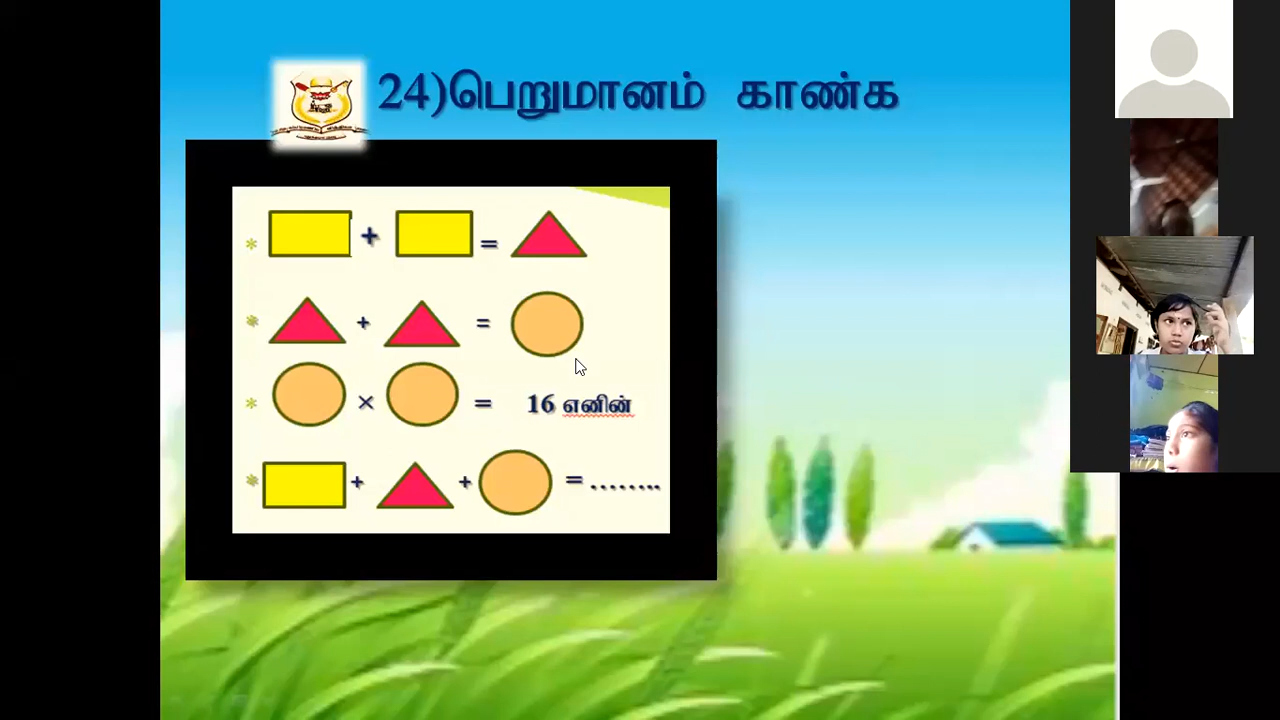 24)பெறுமானம் காண்க
+ =
+ =
× = 16 எனின்
+ + = ........